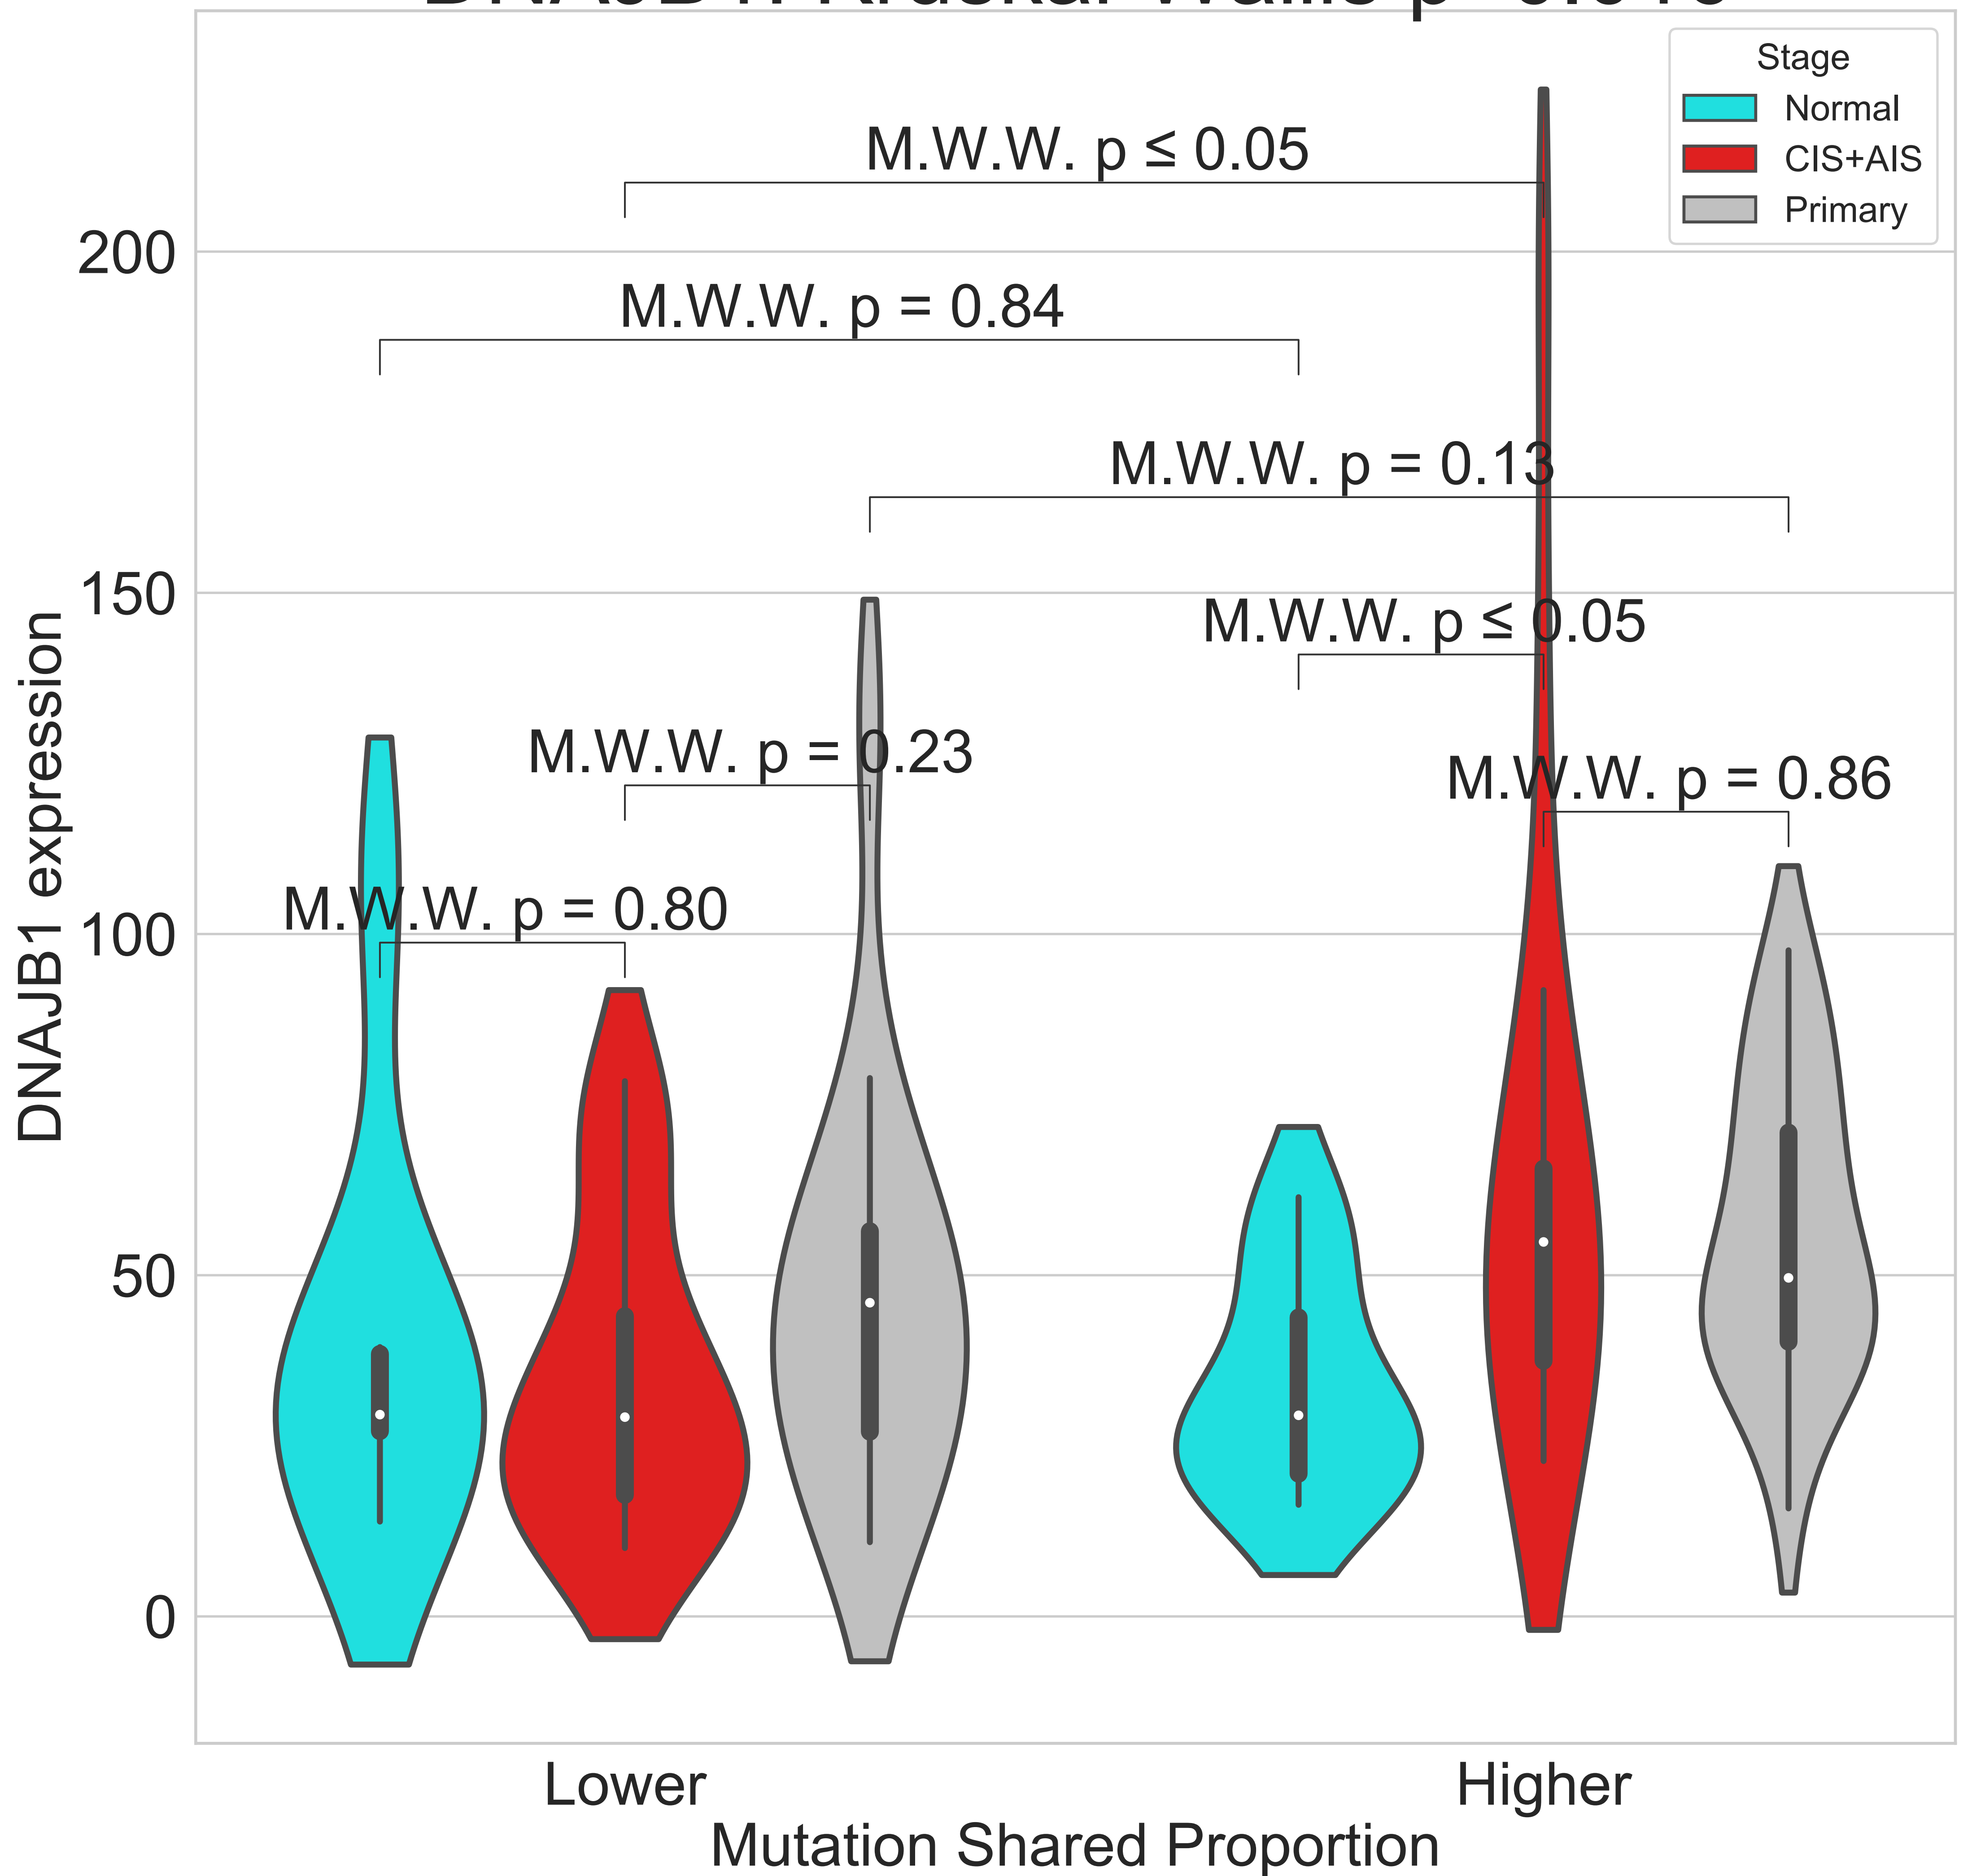 Stage
Normal
CIS+AIS
Primary
M.W.W. p ≤ 0.05
200
M.W.W. p = 0.84
M.W.W. p = 0.13
150
M.W.W. p ≤ 0.05
M.W.W. p = 0.23
M.W.W. p = 0.86
M.W.W. p = 0.80
100
50
0
DNAJB1 expression
Lower
Higher
Mutation Shared Proportion